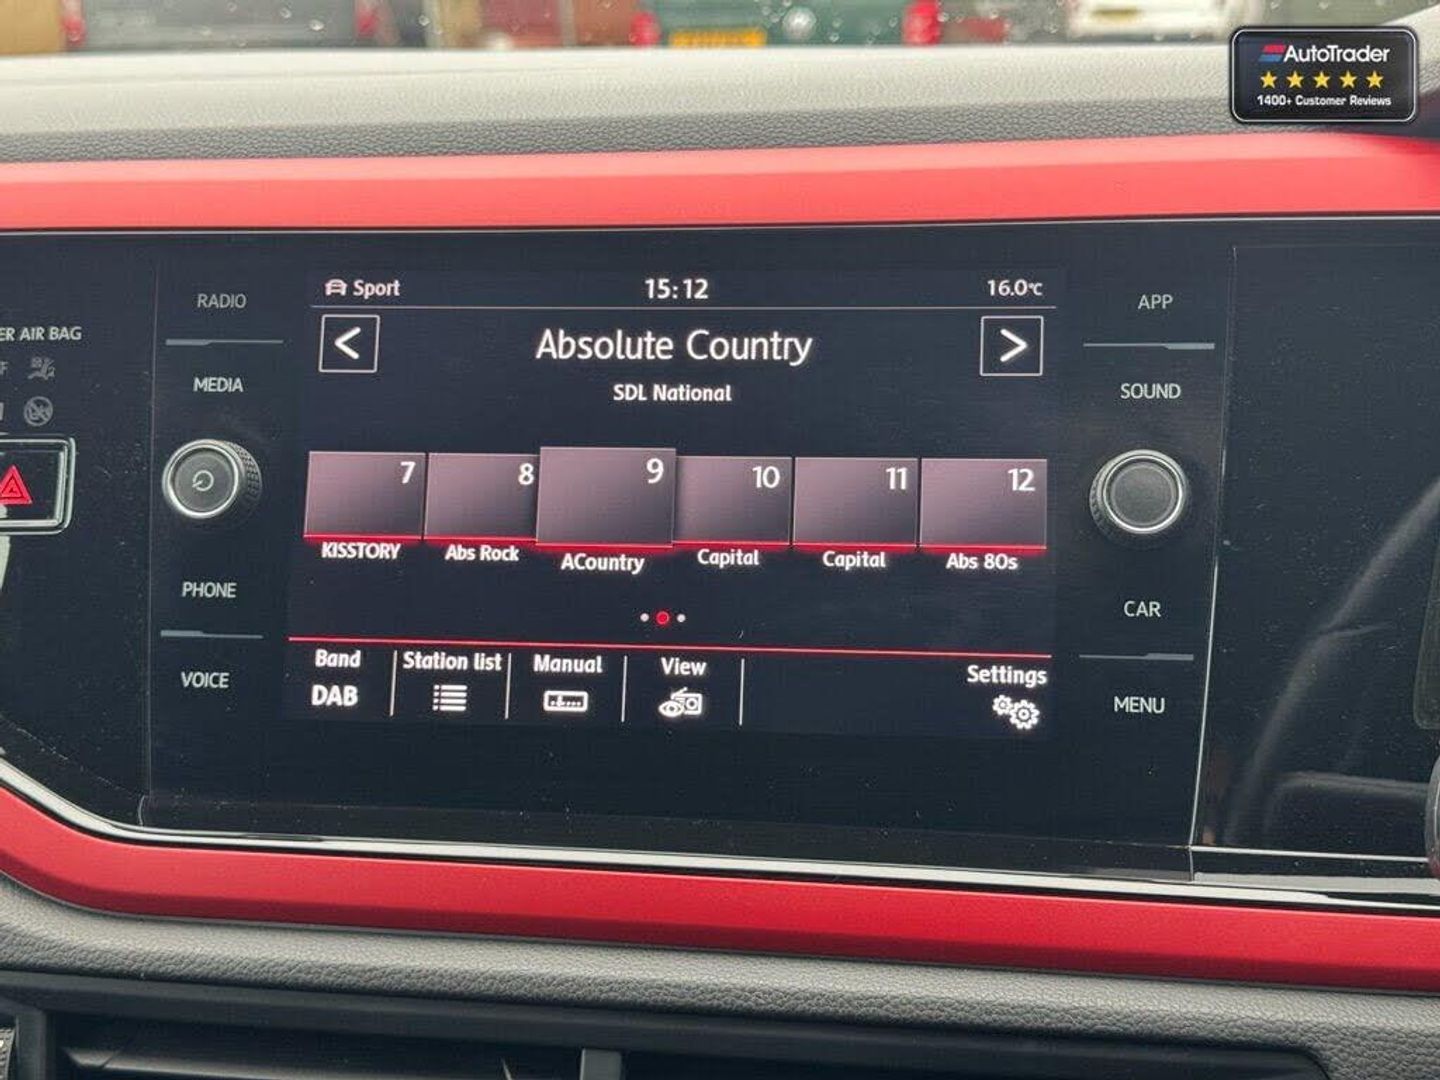 AutoTrader
1400+ Customer Reviews
RADIO
MEDIA
PHONE
VOICE
ER AIR BAG
Sport
15:12
16.0°C
<
Absolute Country
>
SDL National
7
8
9
10
11
12
KISSTORY
Abs Rock
ACountry
Capital
Capital
Abs 80s
Band
DAB
Station list
Manual
View
Settings
APP
SOUND
CAR
MENU